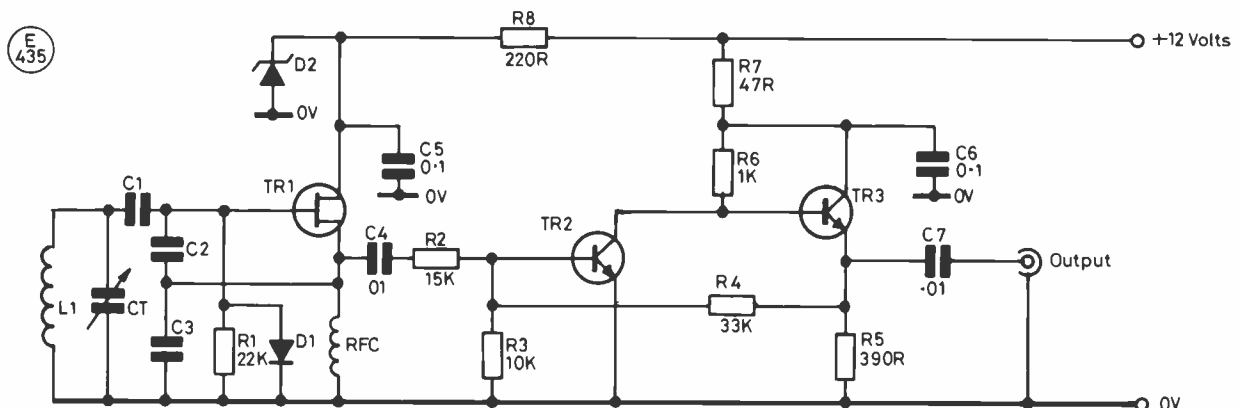 E
435
R8
220R
+12 Volts
D2
0V
R7
47R
C5
0·1
0V
R6
1K
C6
0·1
0V
C1
TR1
TR3
C2
TR2
C4
01
R2
15K
C7
·01
Output
L1
CT
R4
33K
C3
R1
22K
D1
RFC
R3
10K
R5
390R
0V